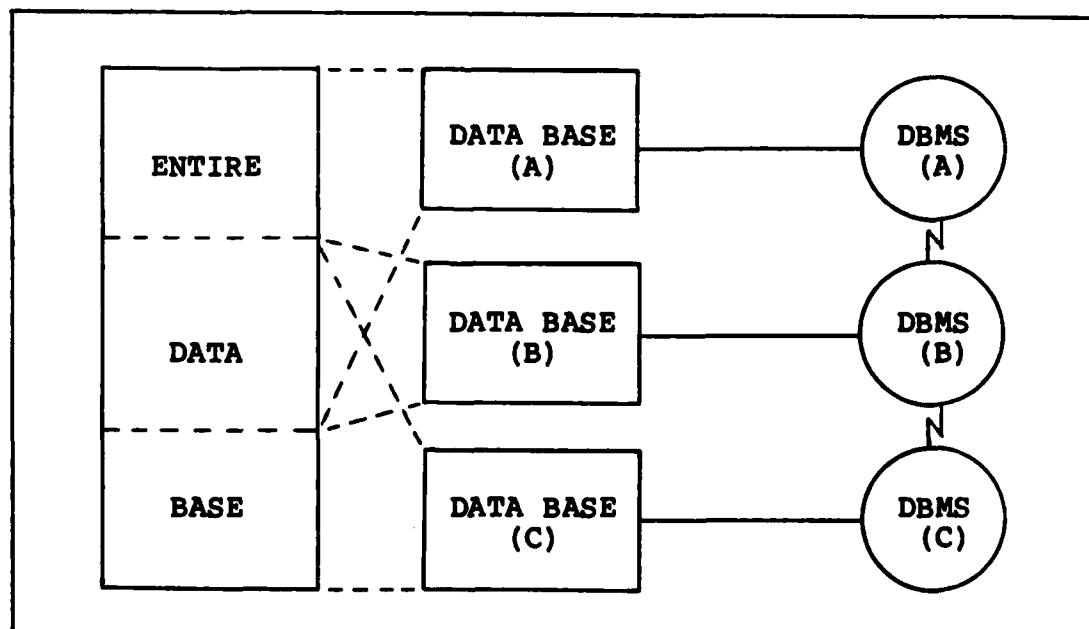 ENTIRE
DATA
BASE
DATA BASE
(A)
DATA BASE
(B)
DATA BASE
(C)
DBMS
(A)
DBMS
(B)
DBMS
(C)